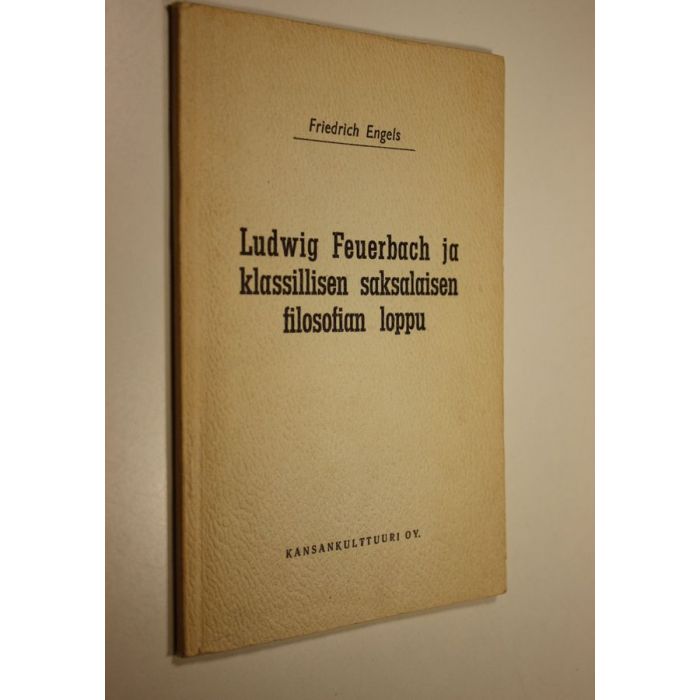 Friedrich Engels
Ludwig Feuerbach ja
klassillisen saksalaisen
filosofian loppu
KANSANKULTTUURI OY.